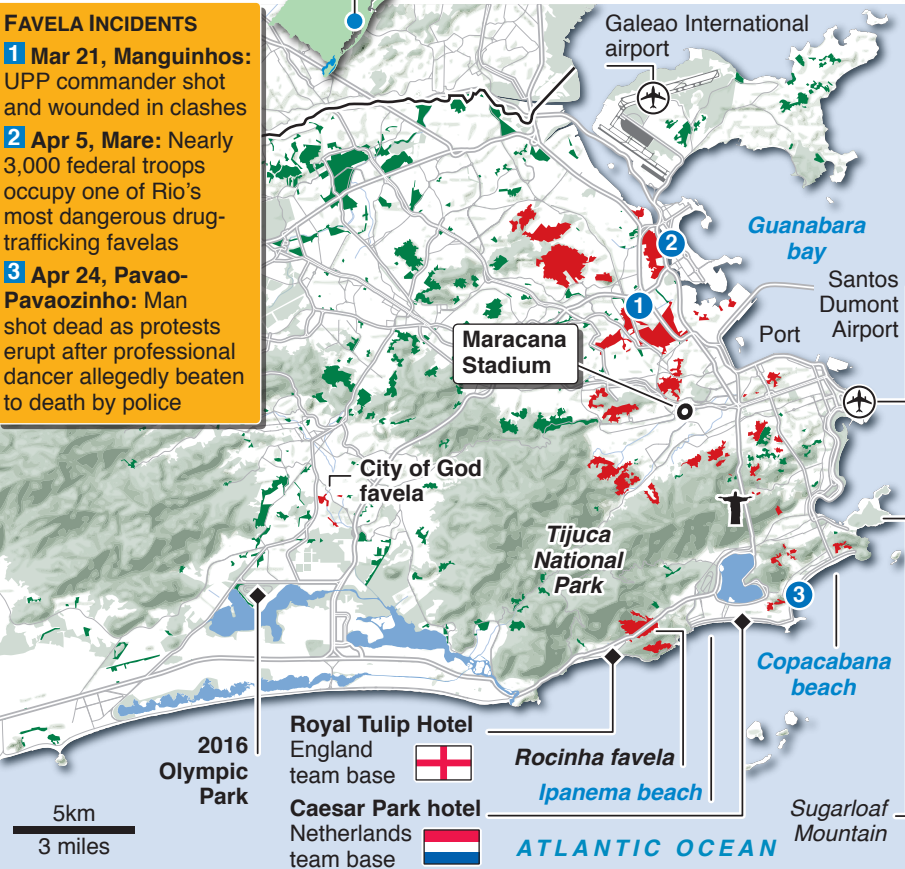 FAVELA INCIDENTS
1 Mar 21, Manguinhos:
UPP commander shot
and wounded in clashes
2 Apr 5, Mare: Nearly
3,000 federal troops
occupy one of Rio's
most dangerous drug-
trafficking favelas
3 Apr 24, Pavao-
Pavaozinho: Man
shot dead as protests
erupt after professional
dancer allegedly beaten
to death by police
Galeao International
airport
Guanabara
bay
2
1
Santos
Dumont
Airport
Port
Maracana
Stadium
City of God
favela
Tijuca
National
Park
3
Copacabana
beach
2016
Olympic
Park
Royal Tulip Hotel
England
team base
Rocinha favela
Ipanema beach
Caesar Park hotel
Netherlands
team base
Sugarloaf
Mountain
ATLANTIC OCEAN
5km
3 miles